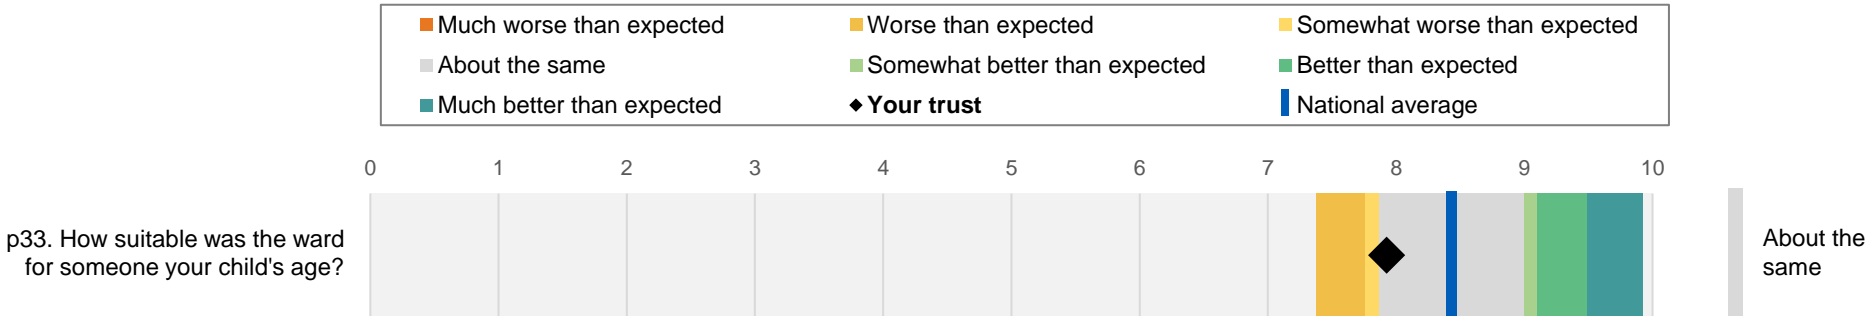 Much worse than expected
Worse than expected
Somewhat worse than expected
About the same
Somewhat better than expected
Better than expected
Much better than expected
Your trust
National average
0 1 2 3 4 5 6 7 8 9 10
p33. How suitable was the ward
for someone your child's age?
About the
same